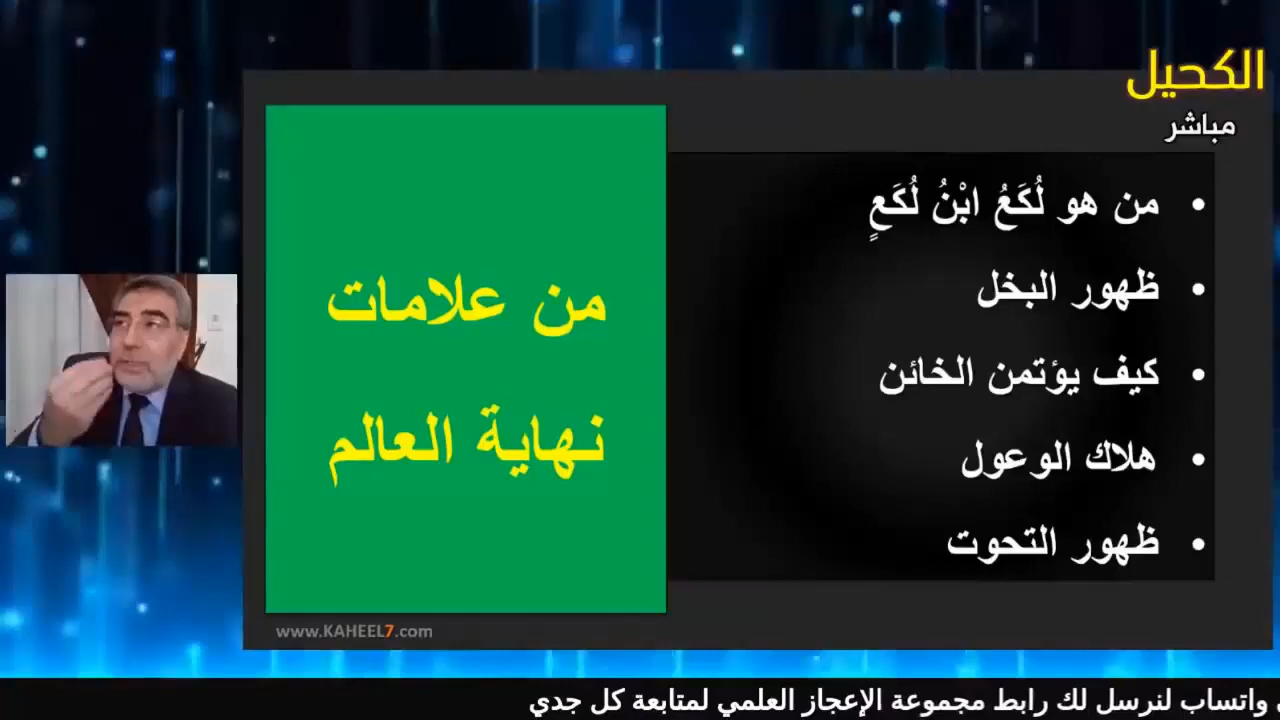 الكحيل
مباشر
من علامات
نهاية العالم
من هو لُكَعُ ابْنُ لُكَعٍ
ظهور البخل
كيف يؤتمن الخائن
هلاك الوعول
ظهور التحوت
www.KAHEEL7.com
واتساب لنرسل لك رابط مجموعة الإعجاز العلمي لمتابعة كل جدي